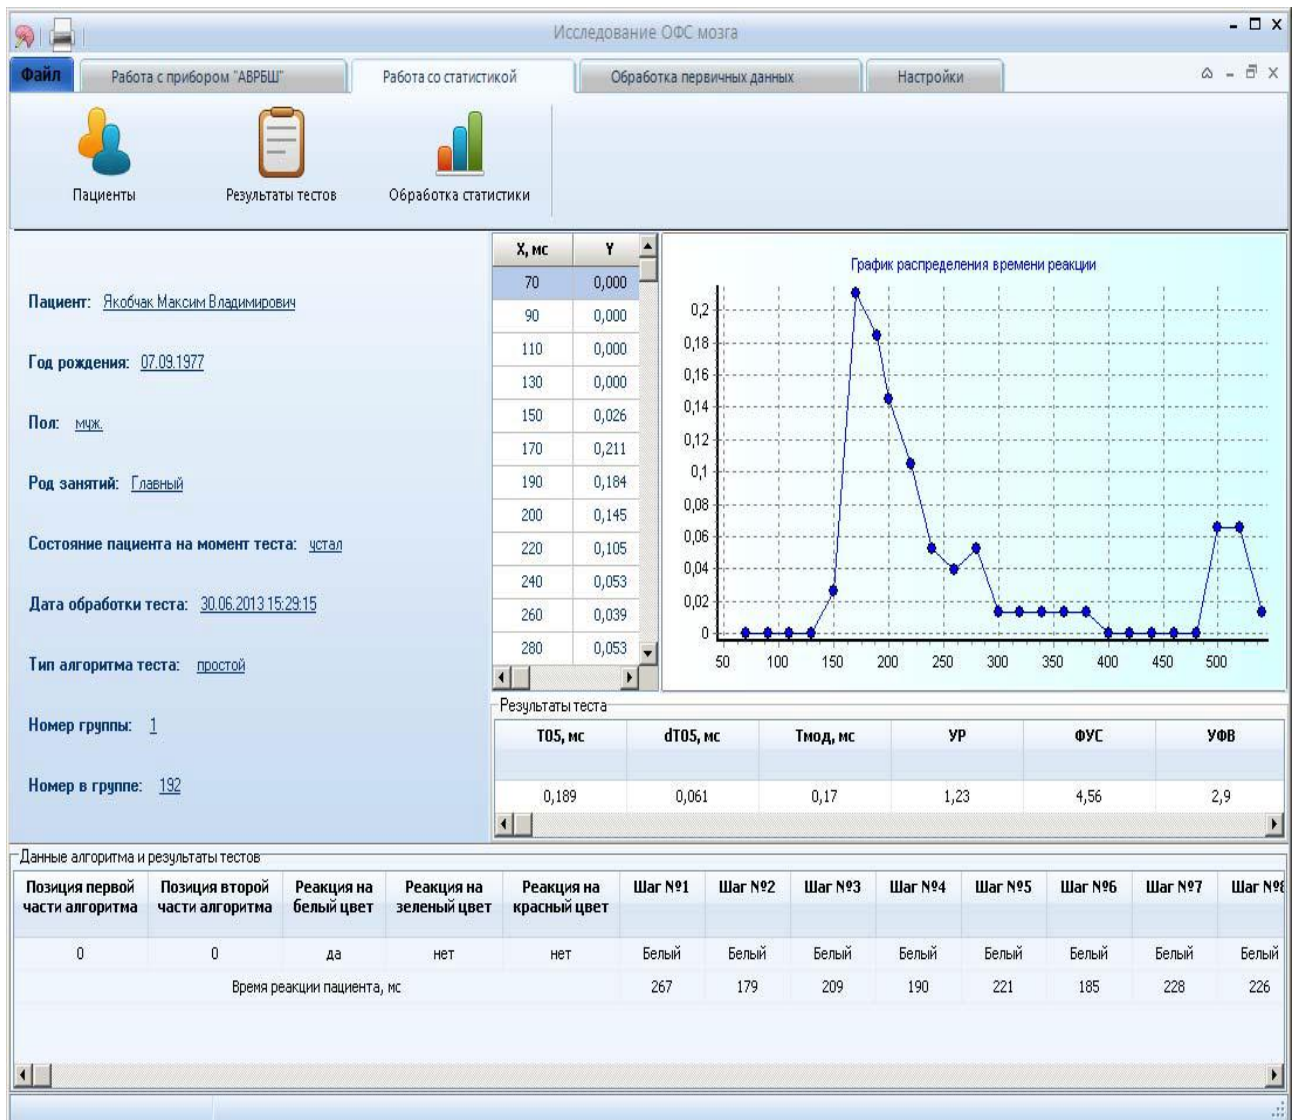 Исследование ОФС мозга
Файл Работа с прибором "АВРБШ" Работа со статистикой Обработка первичных данных Настройки
Пациенты Результаты тестов Обработка статистики
Пациент: Якобчак Максим Владимирович
Год рождения: 07.09.1977
Пол: муж.
Род занятий: Главный
Состояние пациента на момент теста: устал
Дата обработки теста: 30.06.2013 15:29:15
Тип алгоритма теста: простой
Номер группы: 1
Номер в группе: 192
X, мс Y
70 0,000
90 0,000
110 0,000
130 0,000
150 0,026
170 0,211
190 0,184
200 0,145
220 0,105
240 0,053
260 0,039
280 0,053
График распределения времени реакции
0,2
0,18
0,16
0,14
0,12
0,1
0,08
0,06
0,04
0,02
0
50 100 150 200 250 300 350 400 450 500
Результаты теста
T05, мс dT05, мс Тмод, мс УР ФУС УФВ
0,189 0,061 0,17 1,23 4,56 2,9
Данные алгоритма и результаты тестов
Позиция первой части алгоритма Позиция второй части алгоритма Реакция на белый цвет Реакция на зеленый цвет Реакция на красный цвет Шаг №1 Шаг №2 Шаг №3 Шаг №4 Шаг №5 Шаг №6 Шаг №7 Шаг №8
0 0 да нет нет Белый Белый Белый Белый Белый Белый Белый Белый
Время реакции пациента, мс 267 179 209 190 221 185 228 226